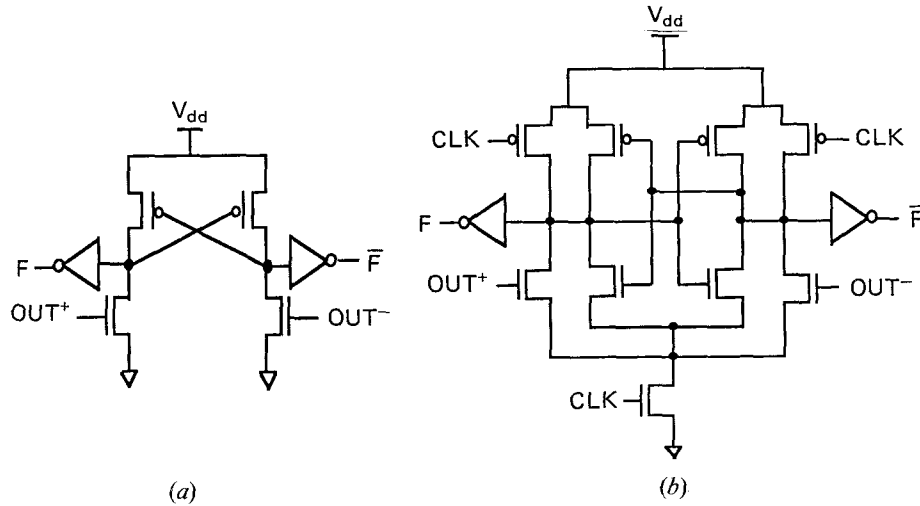 V_dd
F
F̅
OUT⁺
OUT⁻
(a)
V_dd
CLK
CLK
F
F̅
OUT⁺
OUT⁻
CLK
(b)